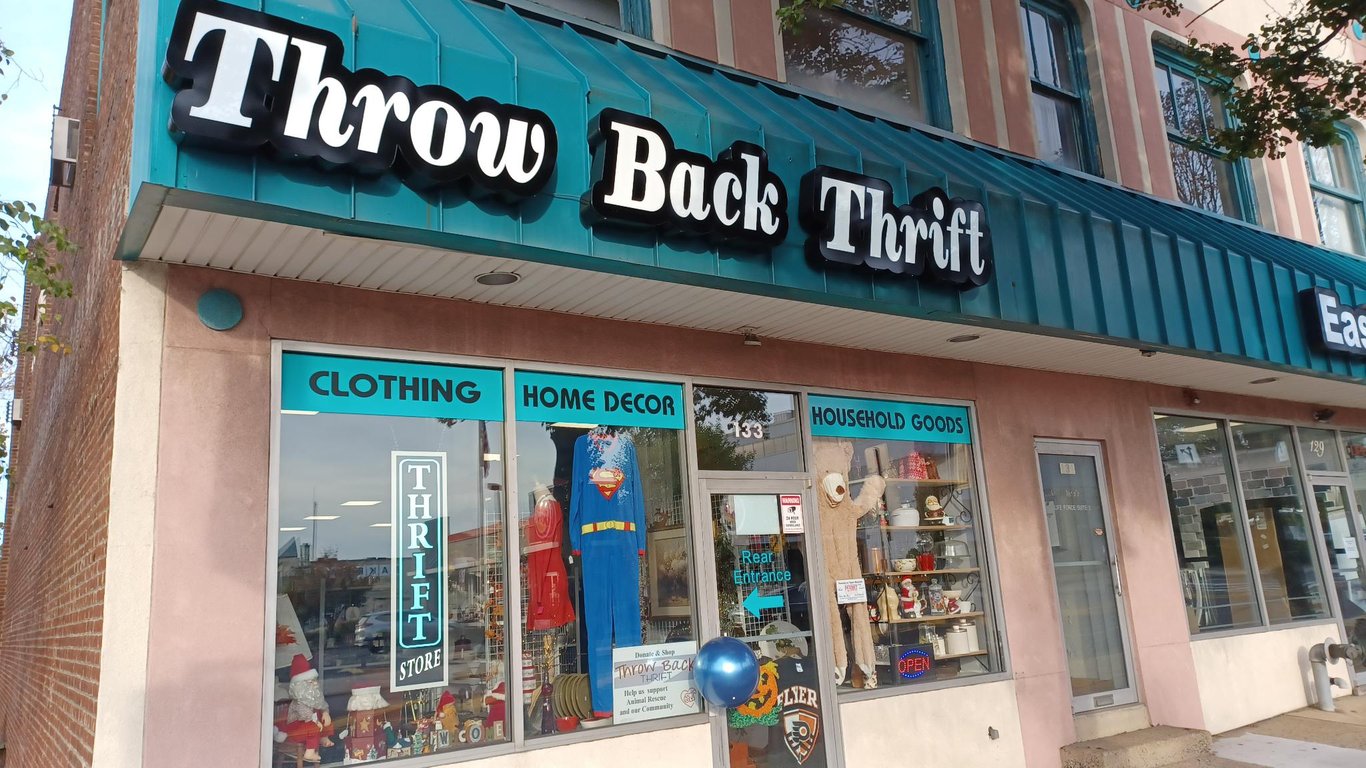 Throw Back Thrift
Eas
CLOTHING
HOME DECOR
133
HOUSEHOLD GOODS
129
THRIFT
STORE
WARNING
Rear
Entrance
Donate & Shop
Throw Back
THRIFT
Help us support
Animal Rescue
and our Community
OPEN